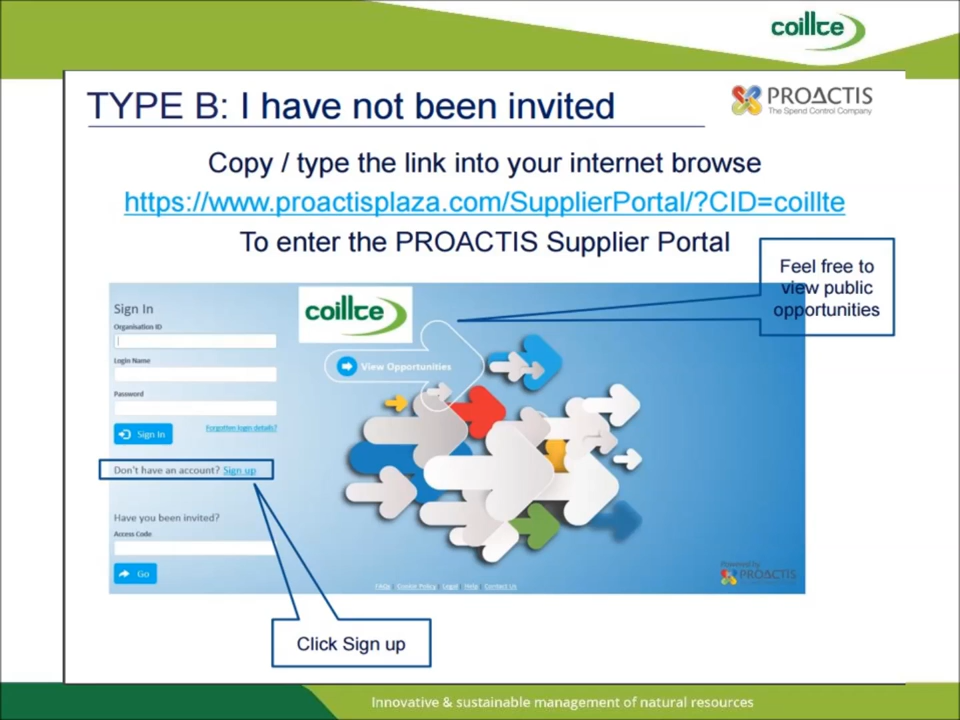 coillte
TYPE B: I have not been invited
PROACTIS
The Spend Control Company
Copy / type the link into your internet browse
https://www.proactisplaza.com/SupplierPortal/?CID=coillte
To enter the PROACTIS Supplier Portal
Feel free to
view public
opportunities
Sign In
Organisation ID
Login Name
Password
Sign In
Forgotten login details?
Don't have an account? Sign up
Have you been invited?
Access Code
Go
coillte
View Opportunities
FAQs | Cookie Policy | Legal | Help | Contact Us
Powered by
PROACTIS
Click Sign up
Innovative & sustainable management of natural resources